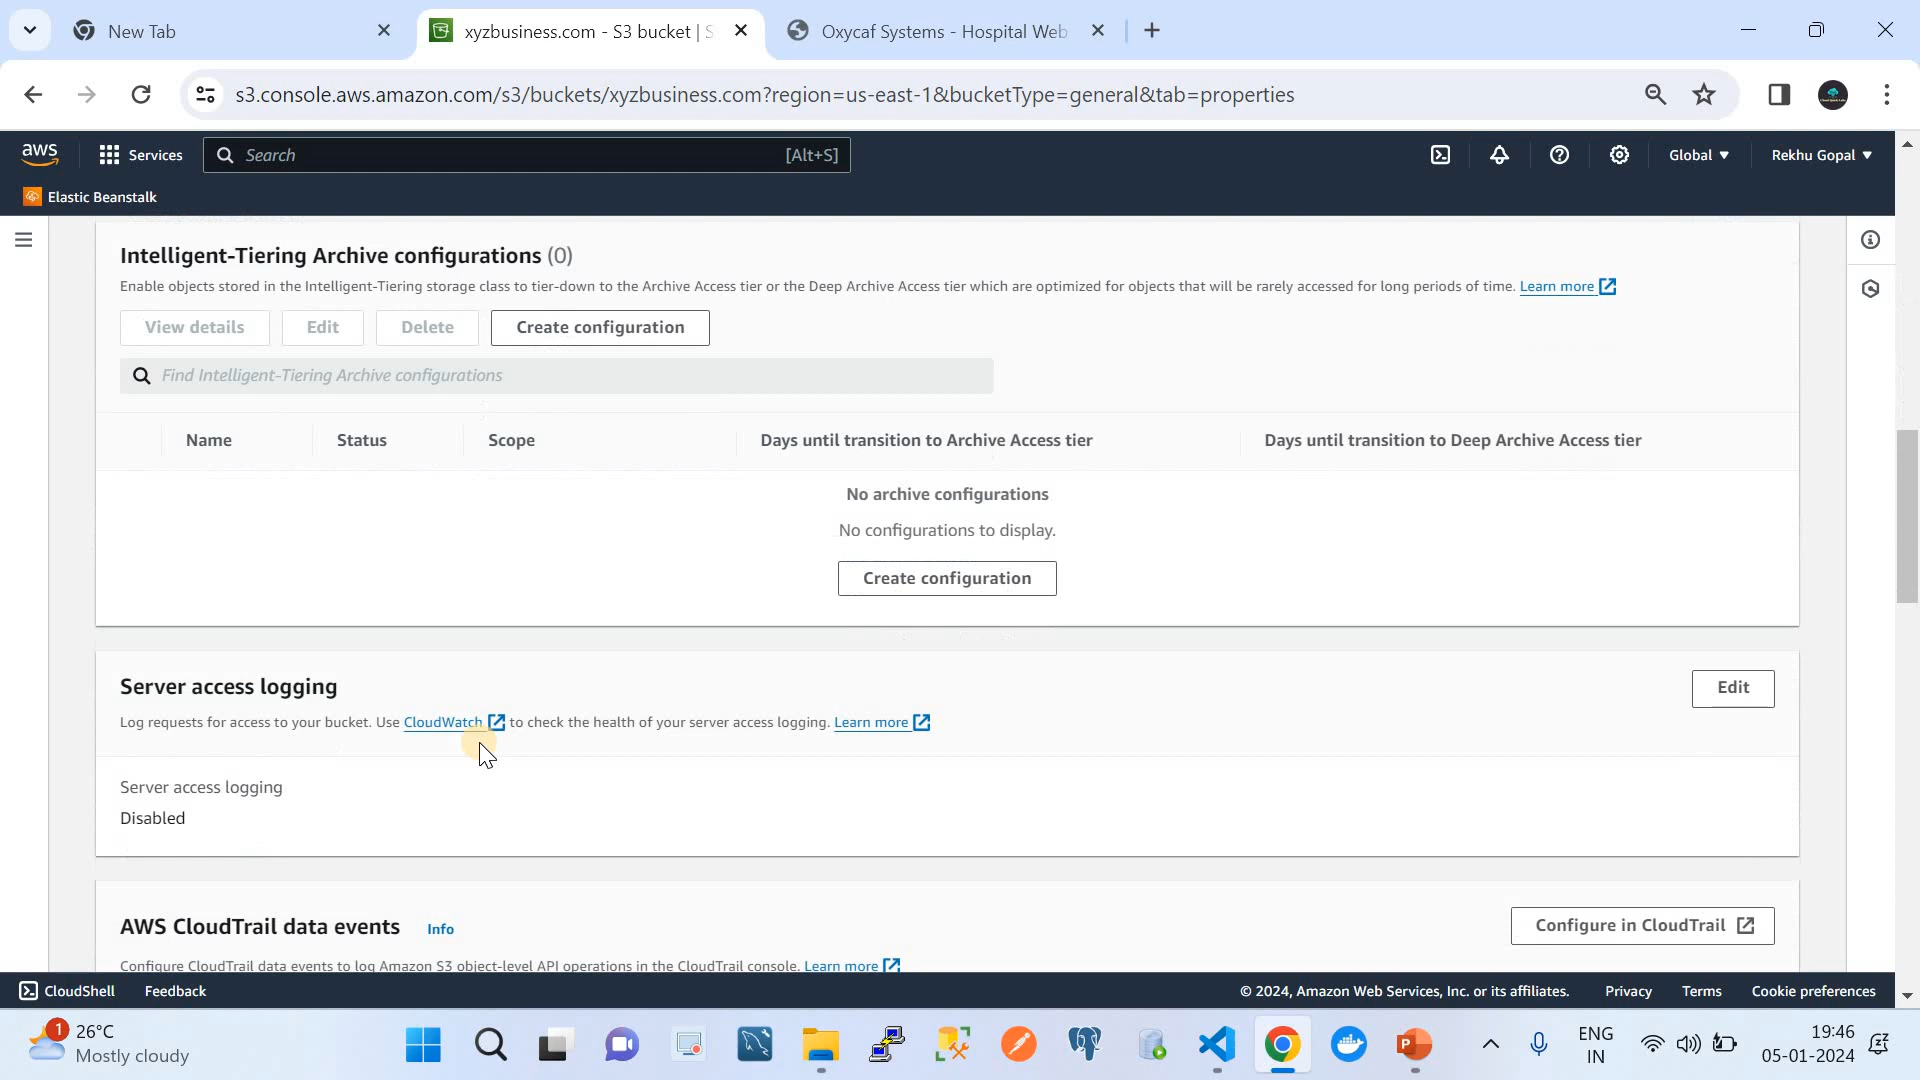 New Tab
xyzbusiness.com - S3 bucket | S
Oxycaf Systems - Hospital Web
s3.console.aws.amazon.com/s3/buckets/xyzbusiness.com?region=us-east-1&bucketType=general&tab=properties
aws
Services
Search
[Alt+S]
Global
Rekhu Gopal
Elastic Beanstalk
Intelligent-Tiering Archive configurations (0)
Enable objects stored in the Intelligent-Tiering storage class to tier-down to the Archive Access tier or the Deep Archive Access tier which are optimized for objects that will be rarely accessed for long periods of time. Learn more
View details
Edit
Delete
Create configuration
Find Intelligent-Tiering Archive configurations
Name
Status
Scope
Days until transition to Archive Access tier
Days until transition to Deep Archive Access tier
No archive configurations
No configurations to display.
Create configuration
Server access logging
Edit
Log requests for access to your bucket. Use CloudWatch to check the health of your server access logging. Learn more
Server access logging
Disabled
AWS CloudTrail data events
Info
Configure in CloudTrail
Configure CloudTrail data events to log Amazon S3 object-level API operations in the CloudTrail console. Learn more
CloudShell
Feedback
© 2024, Amazon Web Services, Inc. or its affiliates.
Privacy
Terms
Cookie preferences
1
26°C
Mostly cloudy
ENG
IN
19:46
05-01-2024